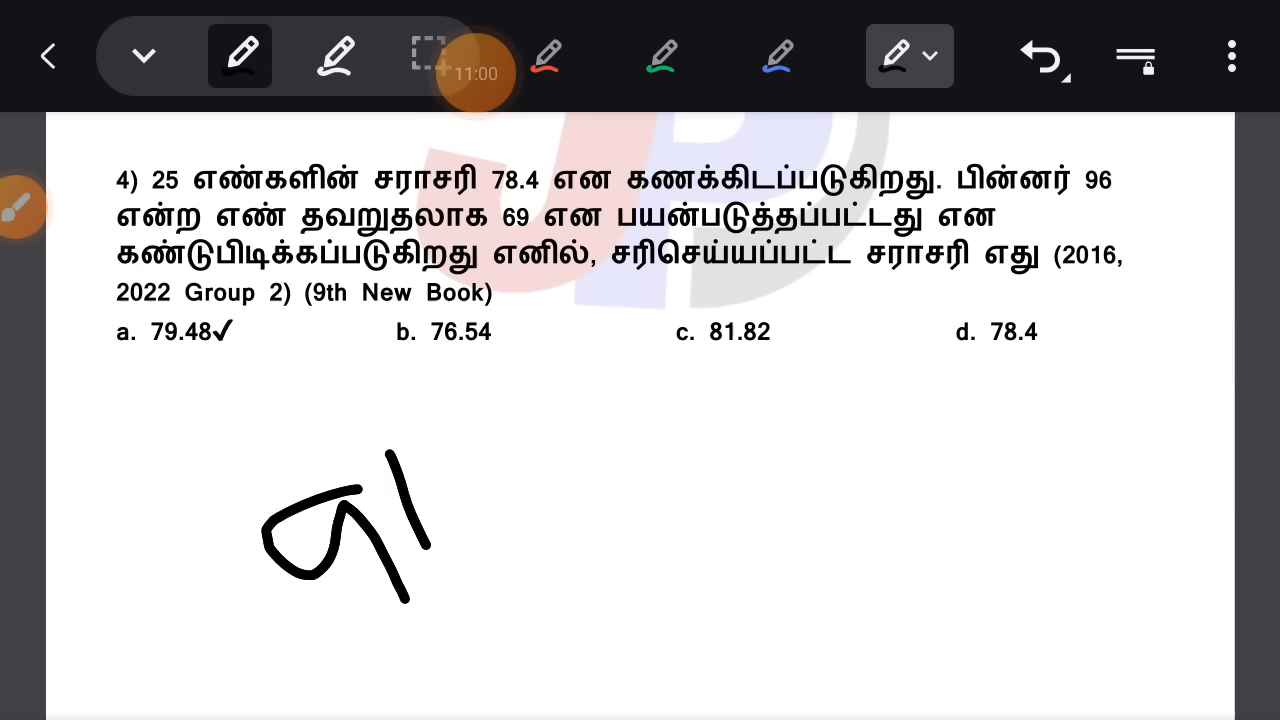 11:00
4) 25 எண்களின் சராசரி 78.4 என கணக்கிடப்படுகிறது. பின்னர் 96
என்ற எண் தவறுதலாக 69 என பயன்படுத்தப்பட்டது என
கண்டுபிடிக்கப்படுகிறது எனில், சரிசெய்யப்பட்ட சராசரி எது (2016,
2022 Group 2) (9th New Book)
a. 79.48✓ b. 76.54 c. 81.82 d. 78.4